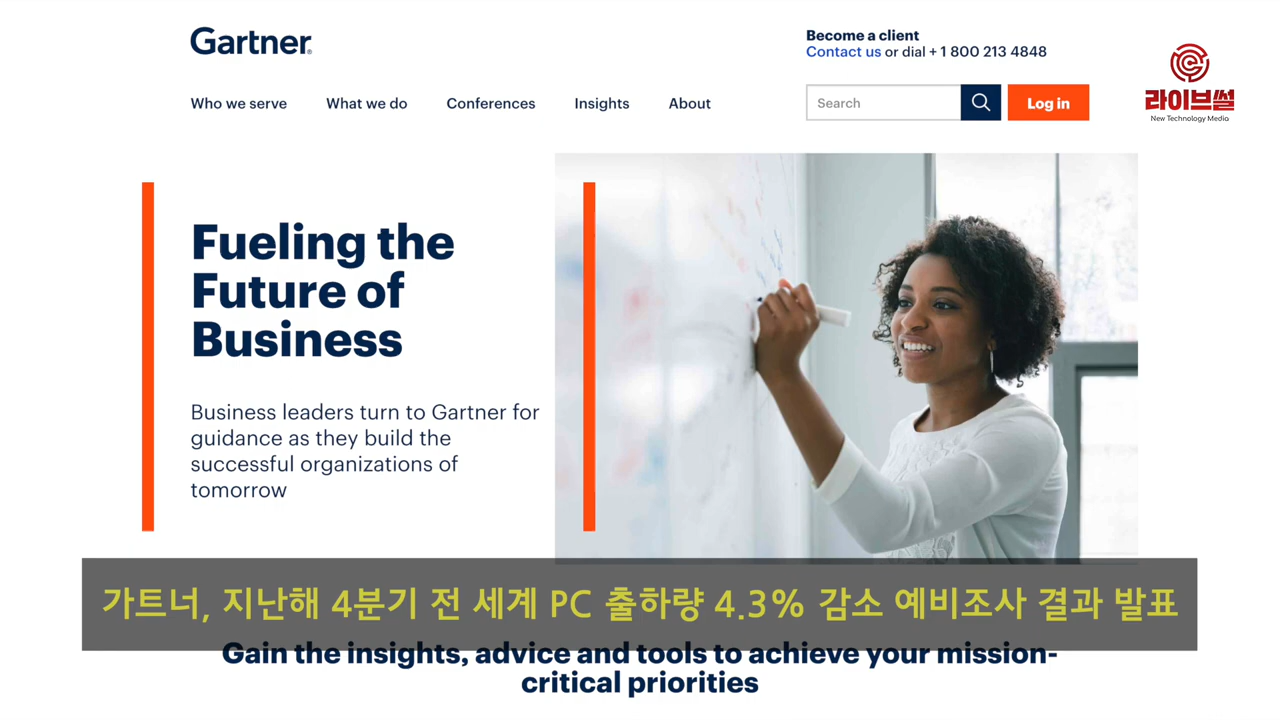 Gartner®
Become a client
Contact us or dial + 1 800 213 4848
Who we serve
What we do
Conferences
Insights
About
Search
Log in
라이브썰
New Technology Media
Fueling the
Future of
Business
Business leaders turn to Gartner for
guidance as they build the
successful organizations of
tomorrow
가트너, 지난해 4분기 전 세계 PC 출하량 4.3% 감소 예비조사 결과 발표
Gain the insights, advice and tools to achieve your mission-
critical priorities